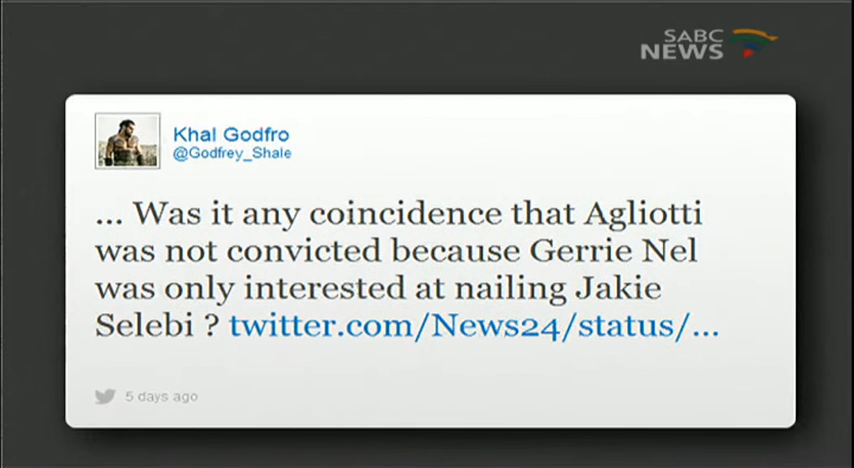 SABC
NEWS
Khal Godfro
@Godfrey_Shale
... Was it any coincidence that Agliotti
was not convicted because Gerrie Nel
was only interested at nailing Jakie
Selebi ? twitter.com/News24/status/...
5 days ago